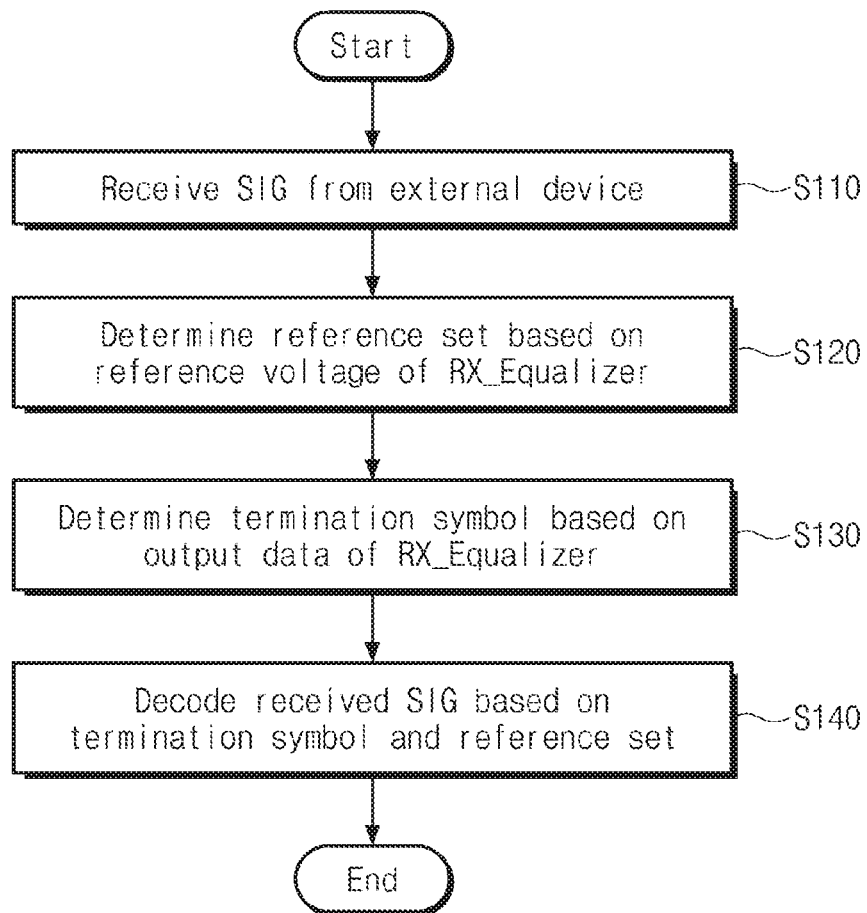 Start
Receive SIG from external device
S110
Determine reference set based on
reference voltage of RX_Equalizer
S120
Determine termination symbol based on
output data of RX_Equalizer
S130
Decode received SIG based on
termination symbol and reference set
S140
End